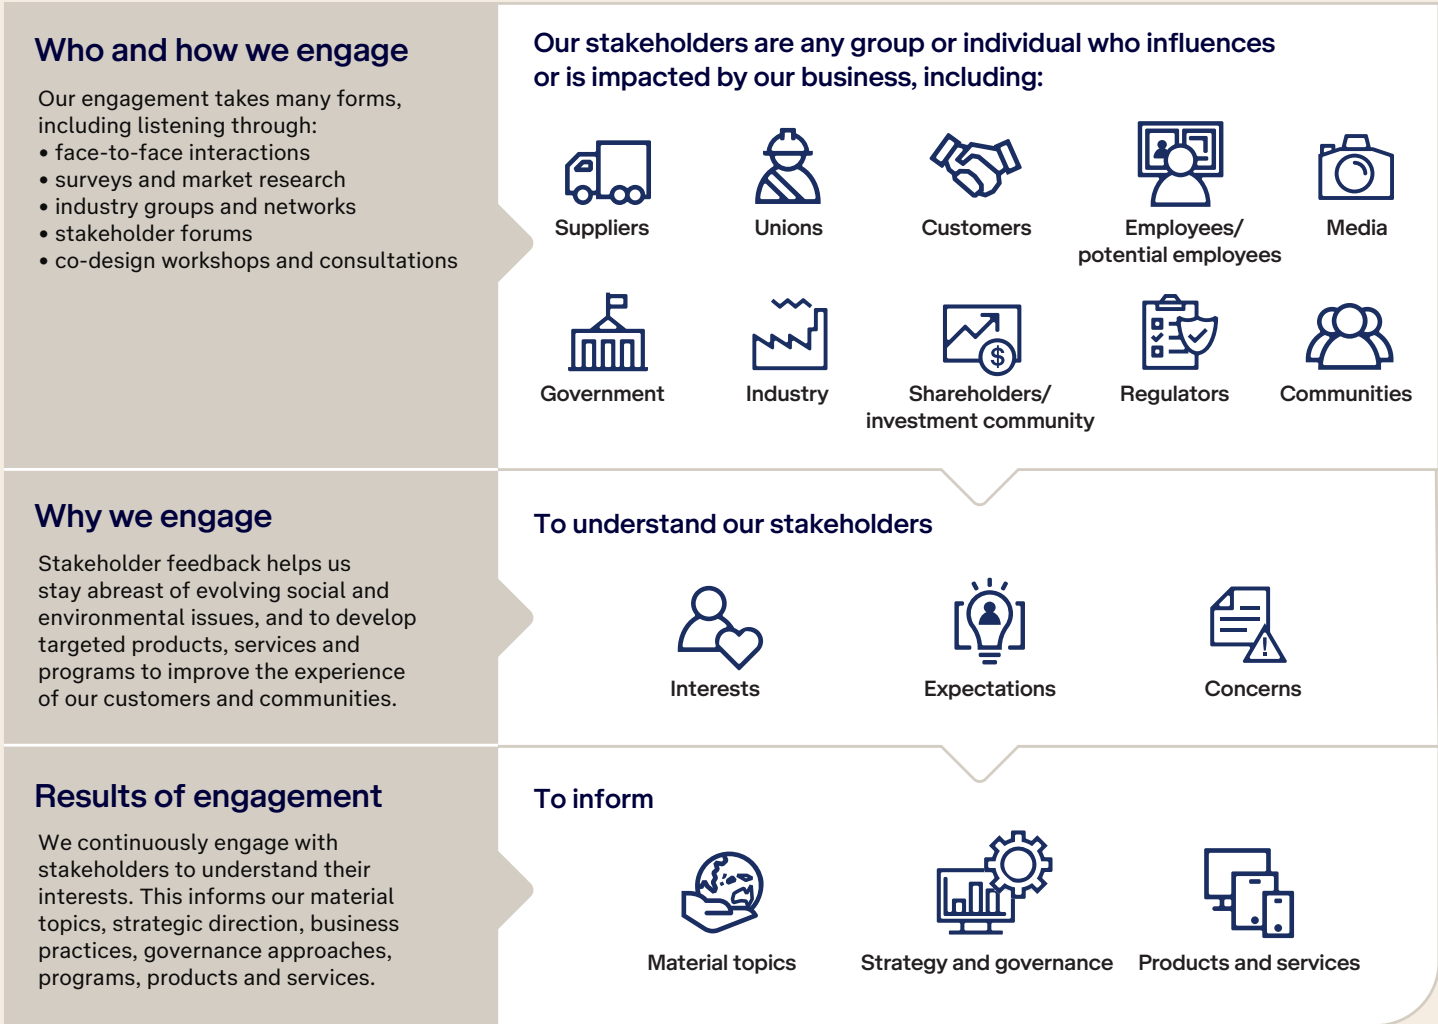 Who and how we engage
Our engagement takes many forms,
including listening through:
• face-to-face interactions
• surveys and market research
• industry groups and networks
• stakeholder forums
• co-design workshops and consultations
Our stakeholders are any group or individual who influences
or is impacted by our business, including:
Suppliers
Unions
Customers
Employees/
potential employees
Media
Government
Industry
$
Shareholders/
investment community
Regulators
Communities
Why we engage
Stakeholder feedback helps us
stay abreast of evolving social and
environmental issues, and to develop
targeted products, services and
programs to improve the experience
of our customers and communities.
To understand our stakeholders
Interests
Expectations
!
Concerns
Results of engagement
We continuously engage with
stakeholders to understand their
interests. This informs our material
topics, strategic direction, business
practices, governance approaches,
programs, products and services.
To inform
Material topics
Strategy and governance
Products and services